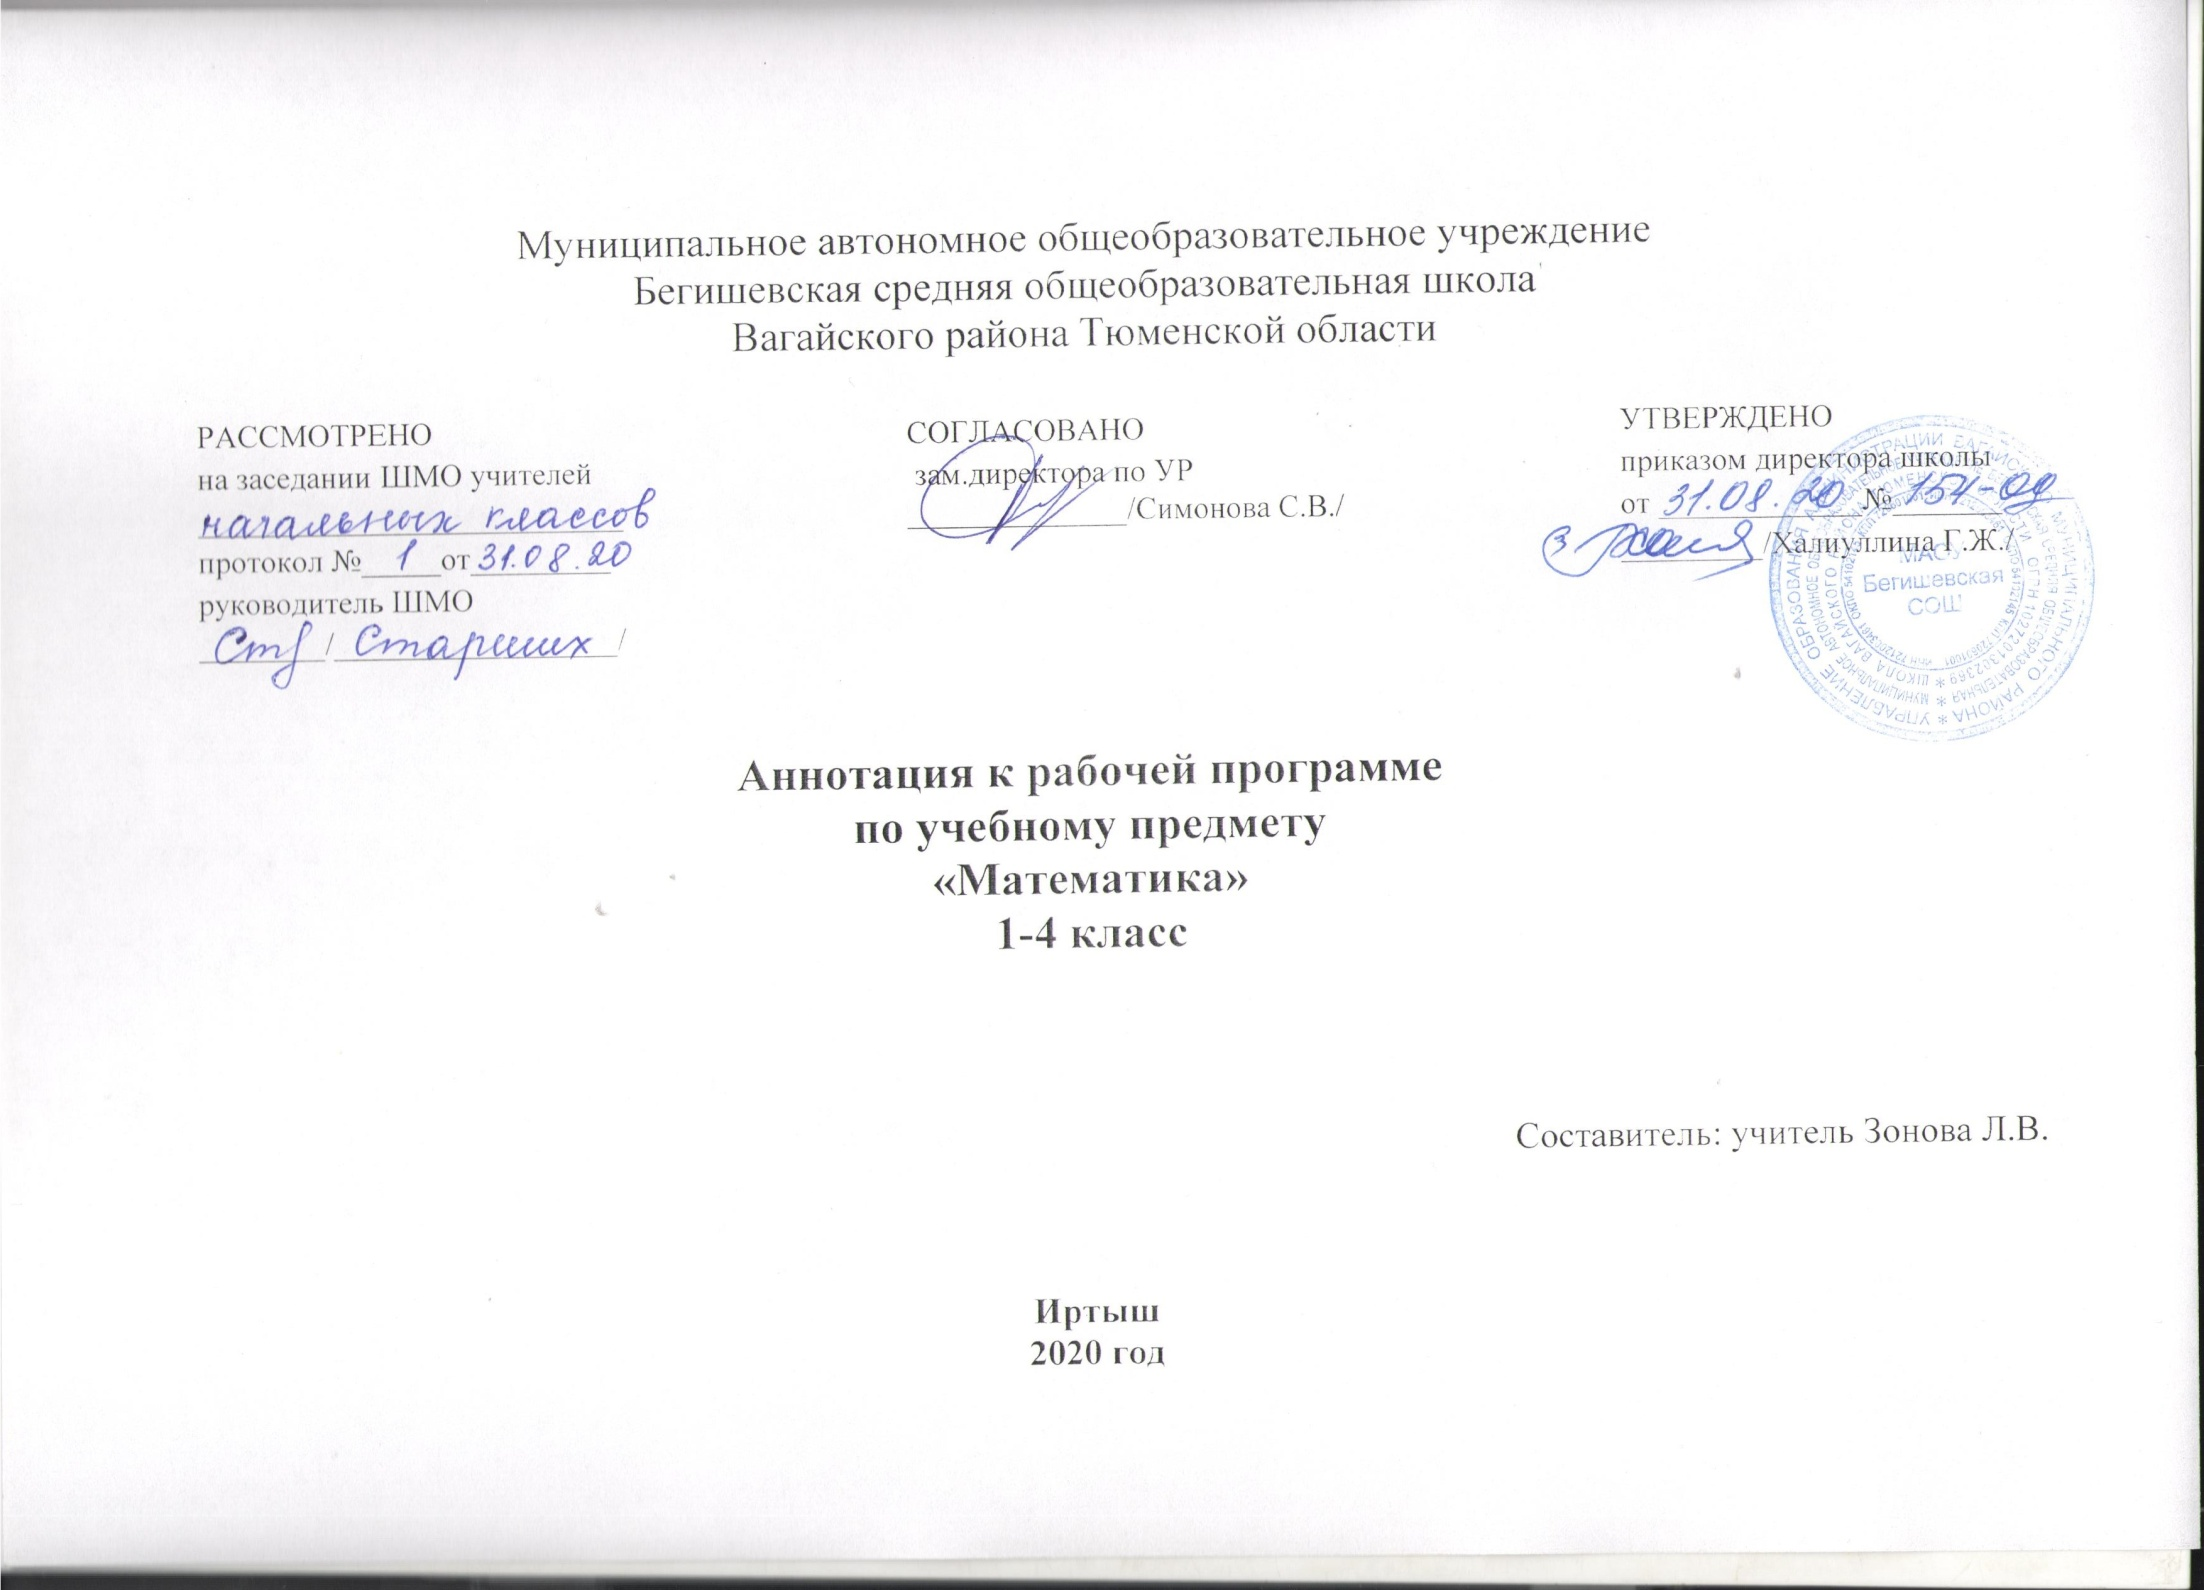 Муниципальное автономное общеобразовательное учреждение
Бегишевская средняя общеобразовательная школа
Вагайского района Тюменской области
РАССМОТРЕНО
на заседании ШМО учителей
начальных классов
протокол № 1 от 31.08.20
руководитель ШМО
/ Старших /
СОГЛАСОВАНО
зам.директора по УР
/Симонова С.В./
УТВЕРЖДЕНО
приказом директора школы
от 31.08.20 № 154-од
/Халиуллина Г.Ж./
МАОУ
Бегишевская
СОШ
Аннотация к рабочей программе
по учебному предмету
«Математика»
1-4 класс
Составитель: учитель Зонова Л.В.
Иртыш
2020 год